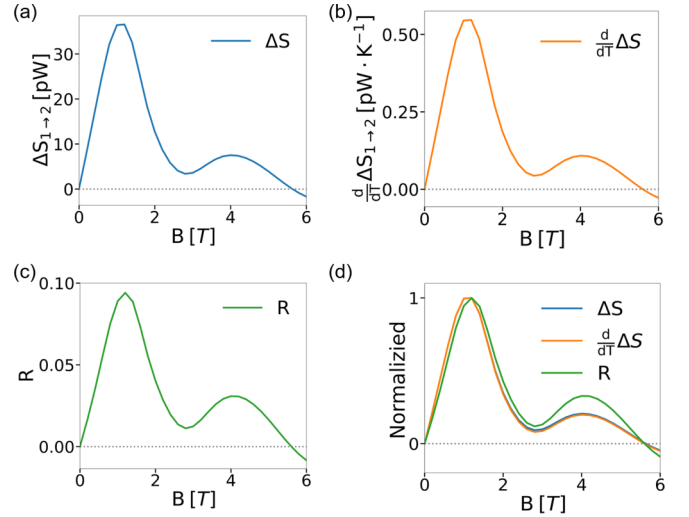 (a)
ΔS₁→₂ [pW]
30
20
10
0
ΔS
0 2 4 6
B [T]
(b)
d/dT ΔS₁→₂ [pW · K⁻¹]
0.50
0.25
0.00
d/dT ΔS
0 2 4 6
B [T]
(c)
R
0.10
0.05
0.00
R
0 2 4 6
B [T]
(d)
Normalizied
1
0
ΔS
d/dT ΔS
R
0 2 4 6
B [T]